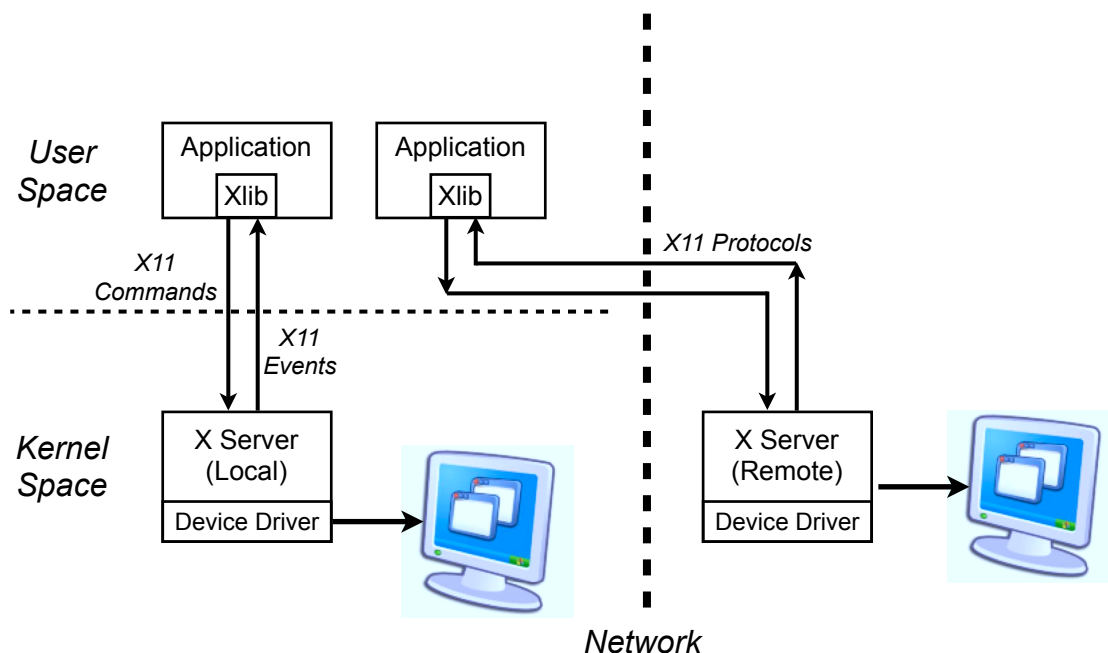 User
Space
Application
Xlib
Application
Xlib
X11 Protocols
X11
Commands
X11
Events
Kernel
Space
X Server
(Local)
Device Driver
X Server
(Remote)
Device Driver
Network